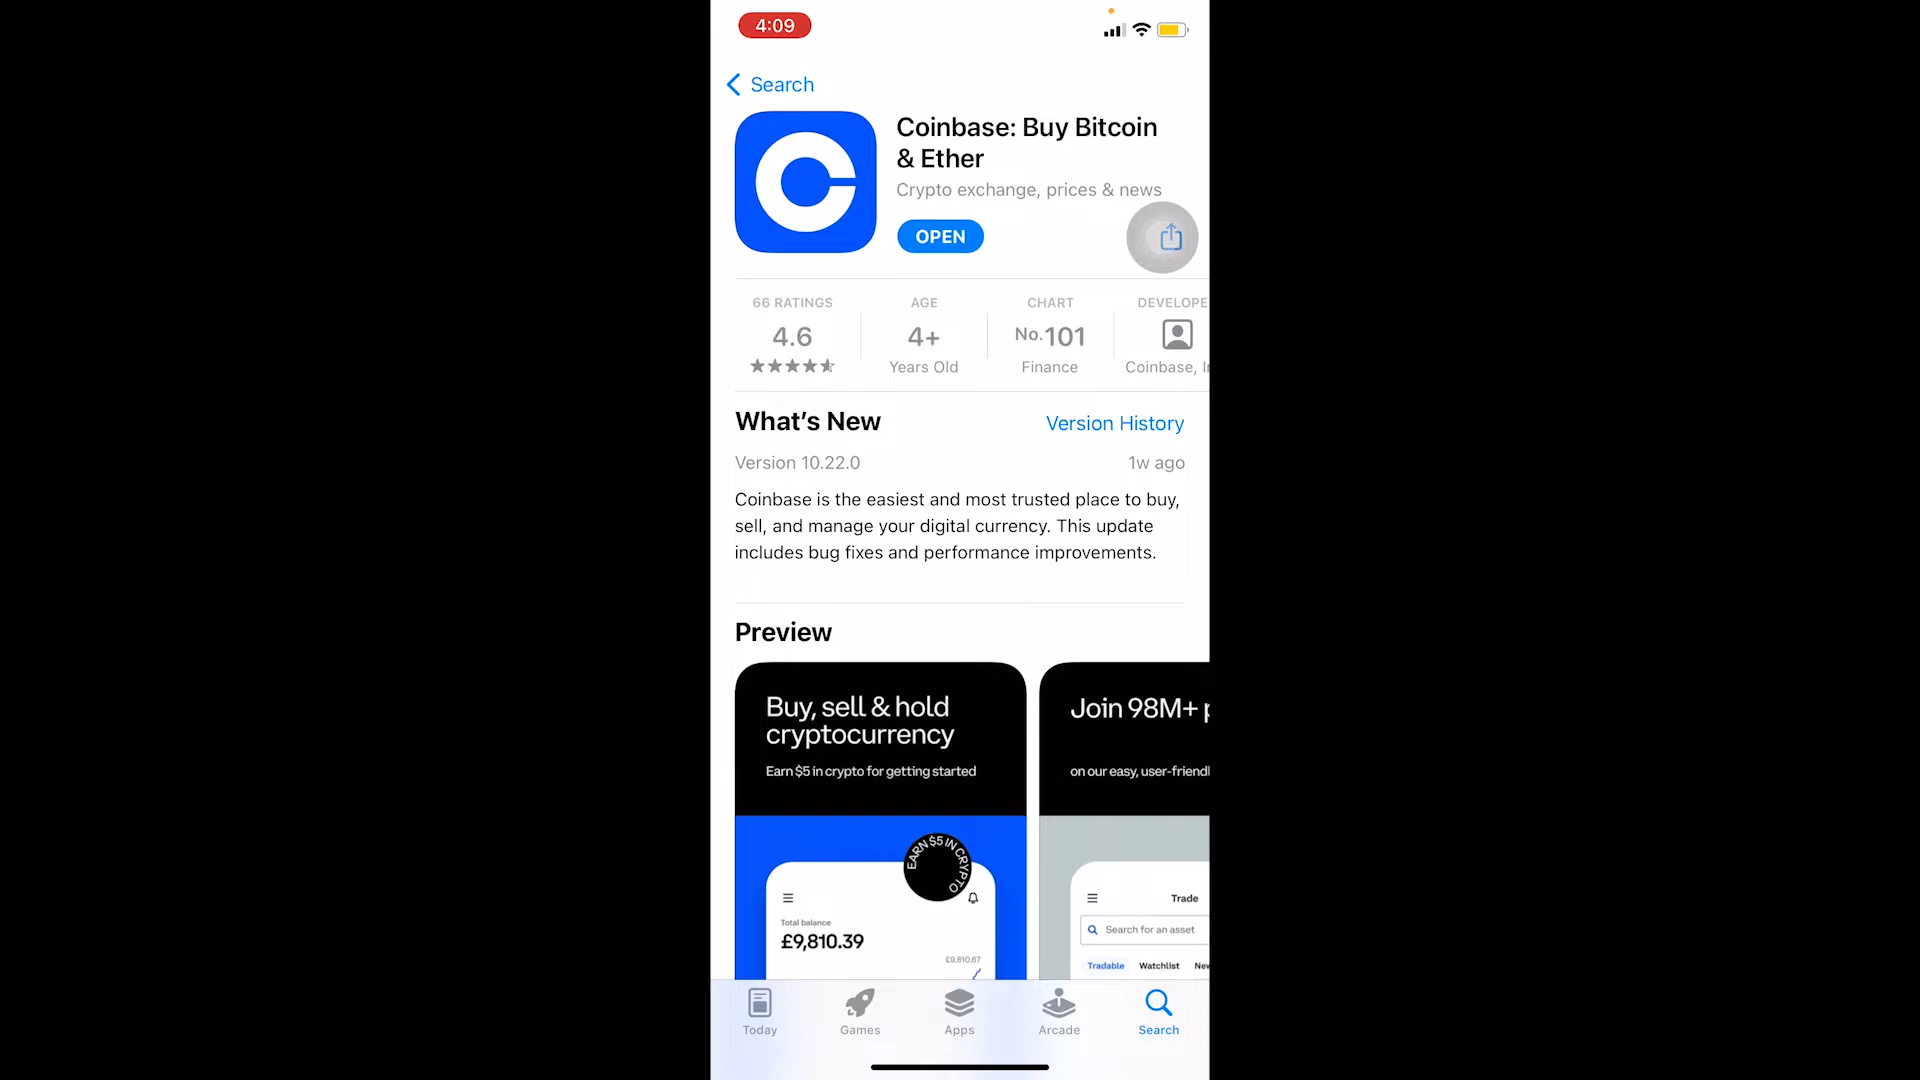 4:09
Search
Coinbase: Buy Bitcoin
& Ether
Crypto exchange, prices & news
OPEN
66 RATINGS
4.6
AGE
4+
Years Old
CHART
No.101
Finance
DEVELOPE
Coinbase, I
What's New
Version History
Version 10.22.0
1w ago
Coinbase is the easiest and most trusted place to buy,
sell, and manage your digital currency. This update
includes bug fixes and performance improvements.
Preview
Buy, sell & hold
cryptocurrency
Earn $5 in crypto for getting started
EARN $5 IN CRYPTO
Total balance
£9,810.39
£9,810.67
Join 98M+ p
on our easy, user-friendl
Trade
Search for an asset
Tradable
Watchlist
New
Today
Games
Apps
Arcade
Search